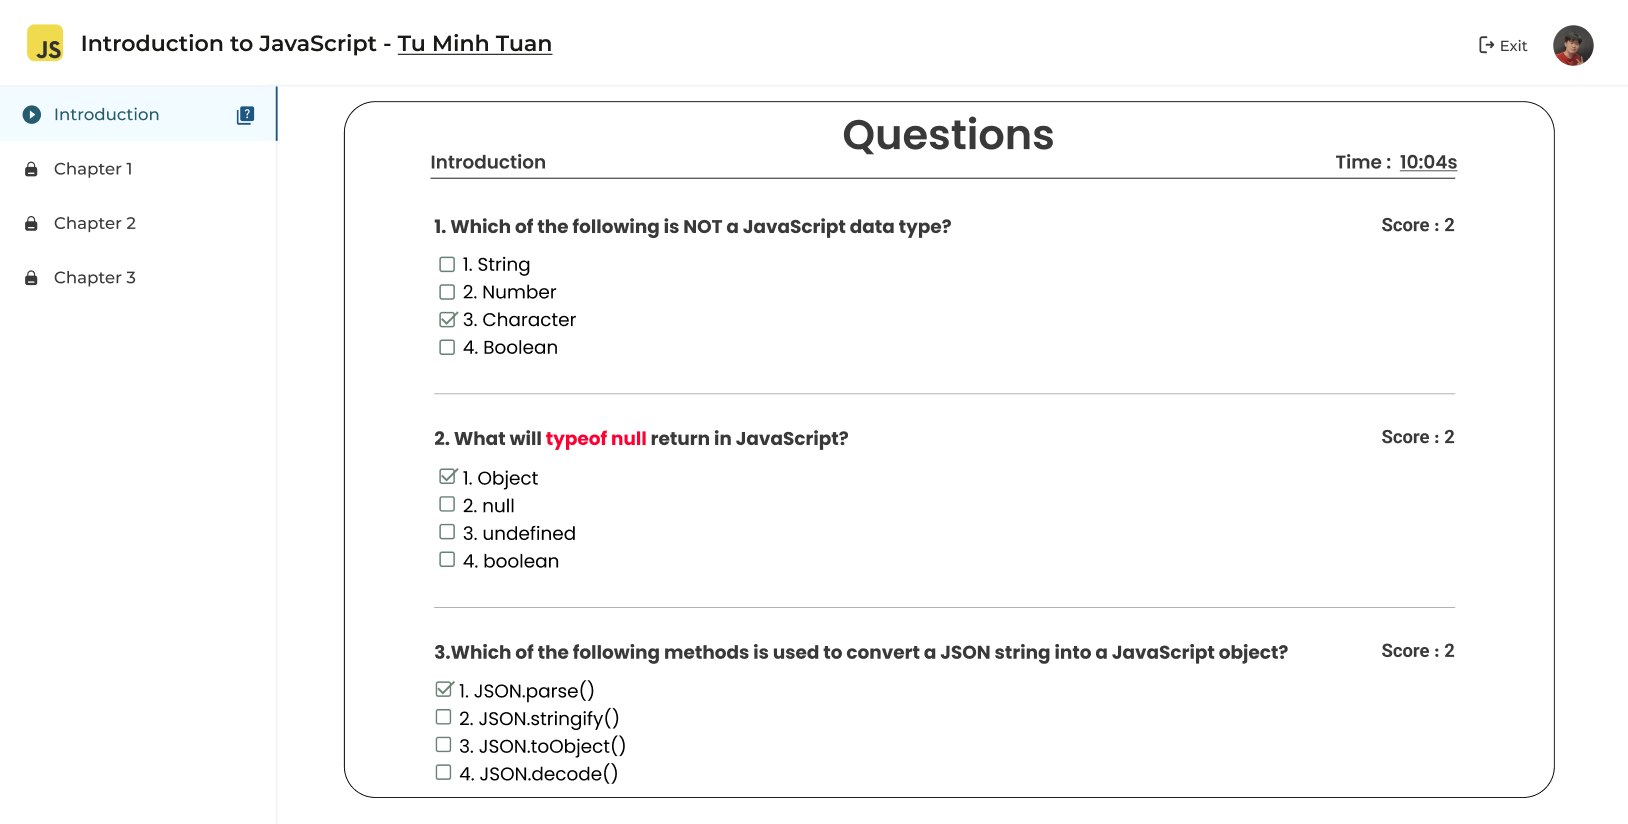 JS Introduction to JavaScript - Tu Minh Tuan
Exit
Introduction
?
Chapter 1
Chapter 2
Chapter 3
Questions
Introduction
Time : 10:04s
1. Which of the following is NOT a JavaScript data type?
Score : 2
1. String
2. Number
3. Character
4. Boolean
2. What will typeof null return in JavaScript?
Score : 2
1. Object
2. null
3. undefined
4. boolean
3.Which of the following methods is used to convert a JSON string into a JavaScript object?
Score : 2
1. JSON.parse()
2. JSON.stringify()
3. JSON.toObject()
4. JSON.decode()